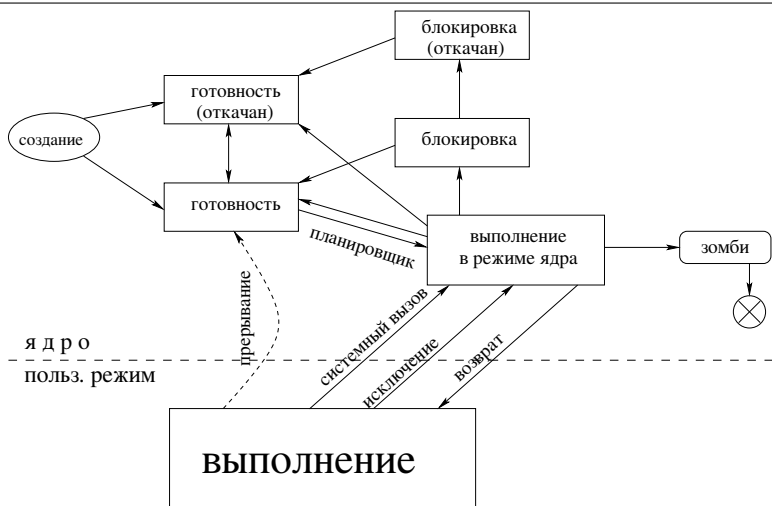 блокировка
(откачан)
готовность
(откачан)
создание
блокировка
готовность
планировщик
выполнение
в режиме ядра
зомби
прерывание
системный вызов
исключение
возврат
я д р о
польз. режим
выполнение